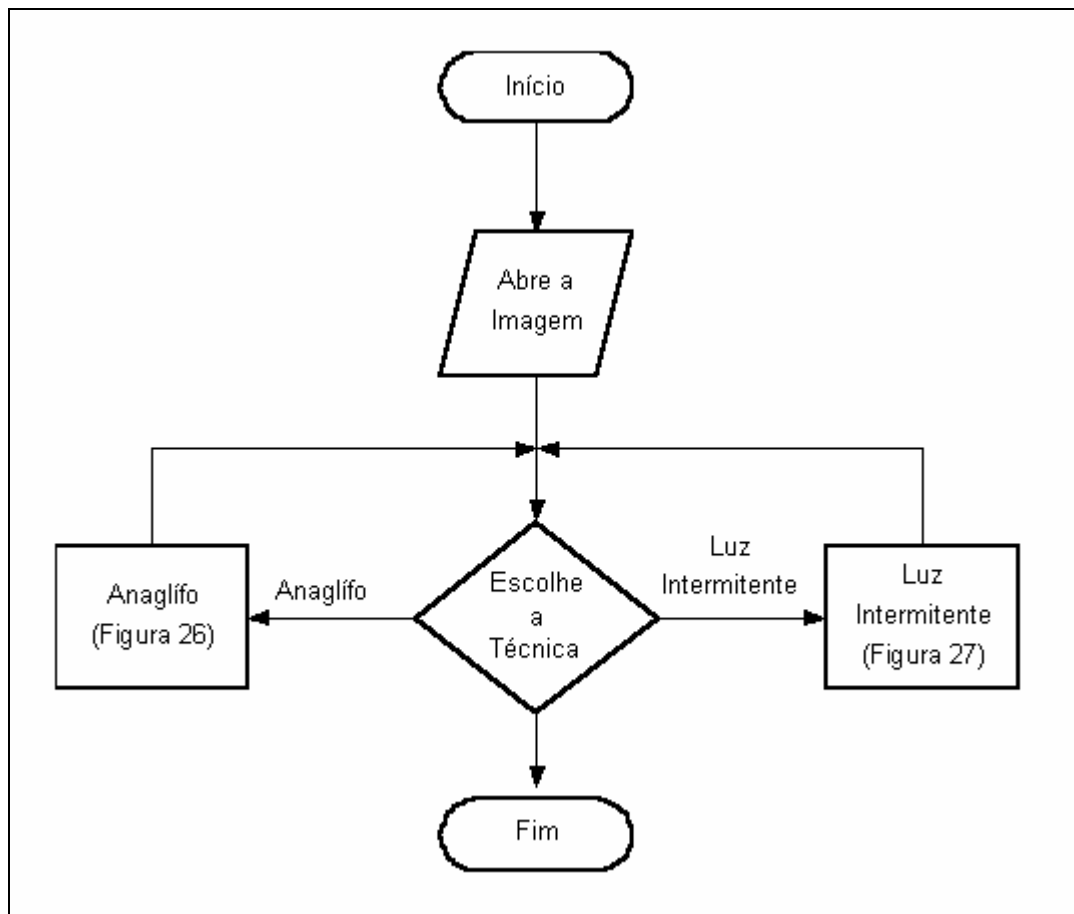 Início
Abre a
Imagem
Anaglífo
(Figura 26)
Anaglífo
Escolhe
a
Técnica
Luz
Intermitente
Luz
Intermitente
(Figura 27)
Fim